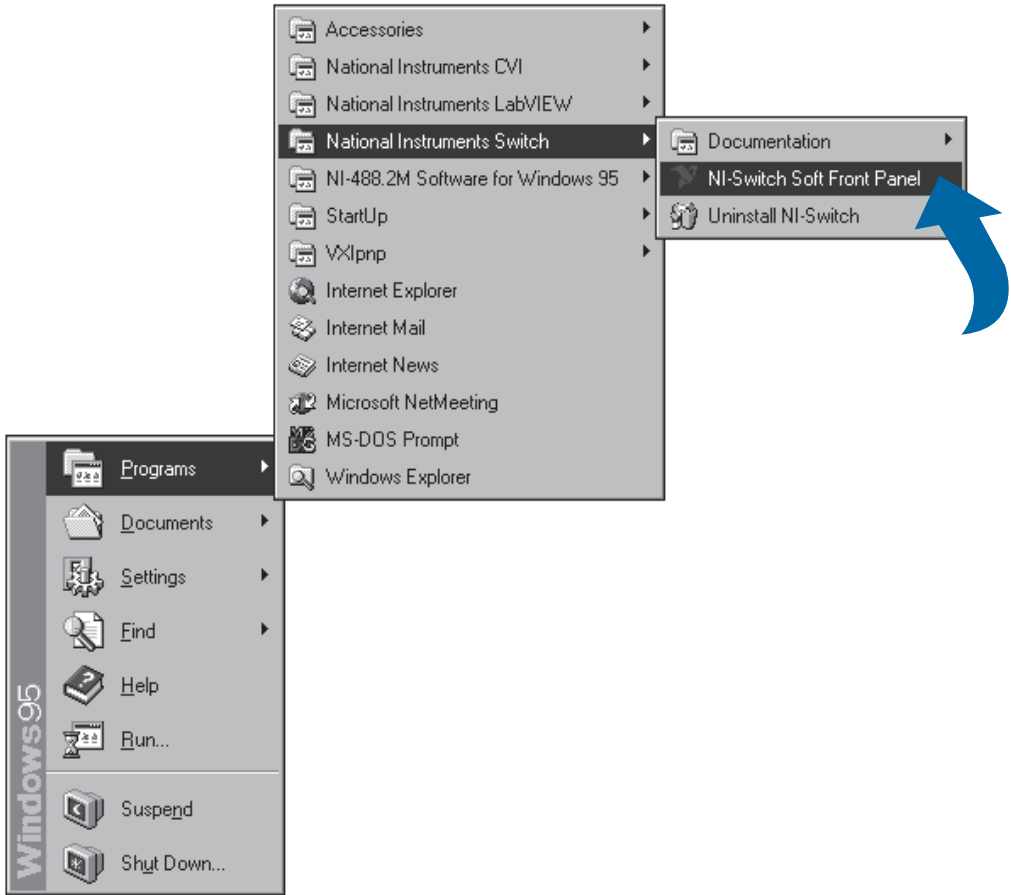 Accessories
National Instruments CVI
National Instruments LabVIEW
National Instruments Switch
NI-488.2M Software for Windows 95
StartUp
VXIpnp
Internet Explorer
Internet Mail
Internet News
Microsoft NetMeeting
MS-DOS Prompt
Windows Explorer
Documentation
NI-Switch Soft Front Panel
Uninstall NI-Switch
Programs
Documents
Settings
Find
Help
Run...
Suspend
Shut Down...
Windows95